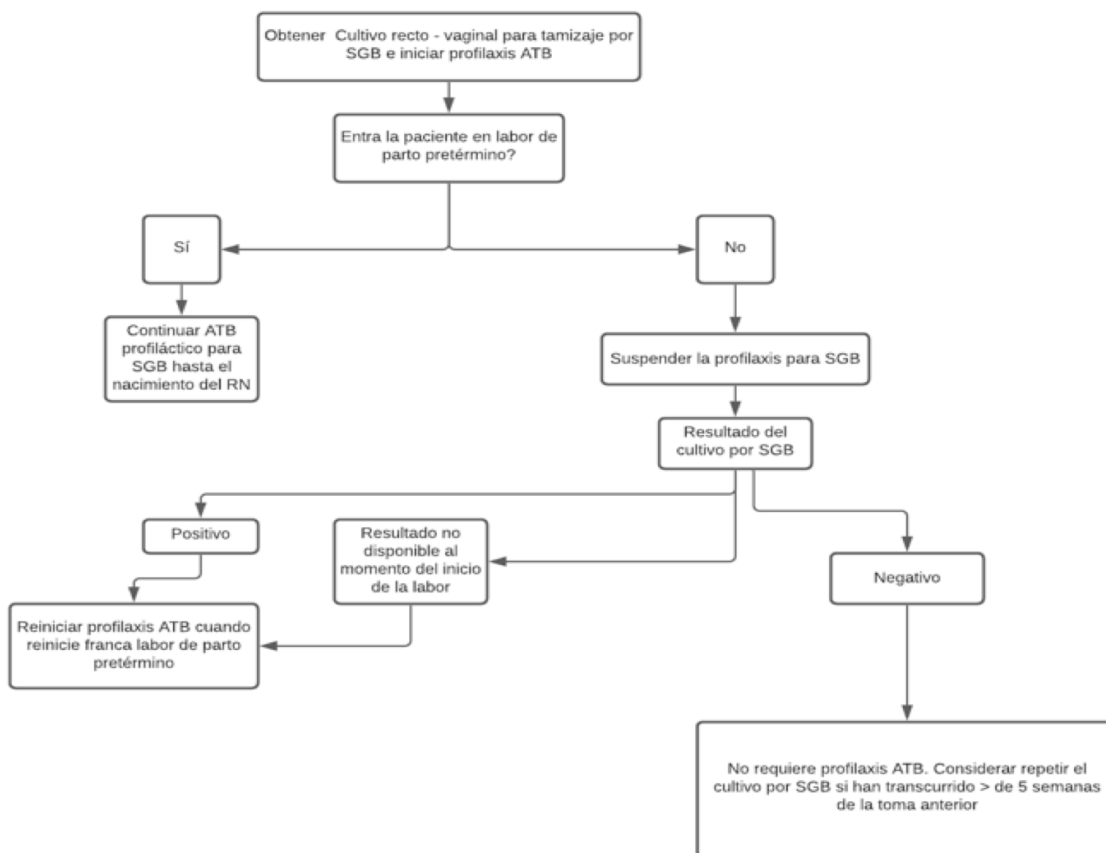 Obtener Cultivo recto - vaginal para tamizaje por
SGB e iniciar profilaxis ATB
Entra la paciente en labor de
parto pretérmino?
Sí
No
Continuar ATB
profiláctico para
SGB hasta el
nacimiento del RN
Suspender la profilaxis para SGB
Resultado del
cultivo por SGB
Positivo
Resultado no
disponible al
momento del inicio
de la labor
Negativo
Reiniciar profilaxis ATB cuando
reinicie franca labor de parto
pretérmino
No requiere profilaxis ATB. Considerar repetir el
cultivo por SGB si han transcurrido > de 5 semanas
de la toma anterior